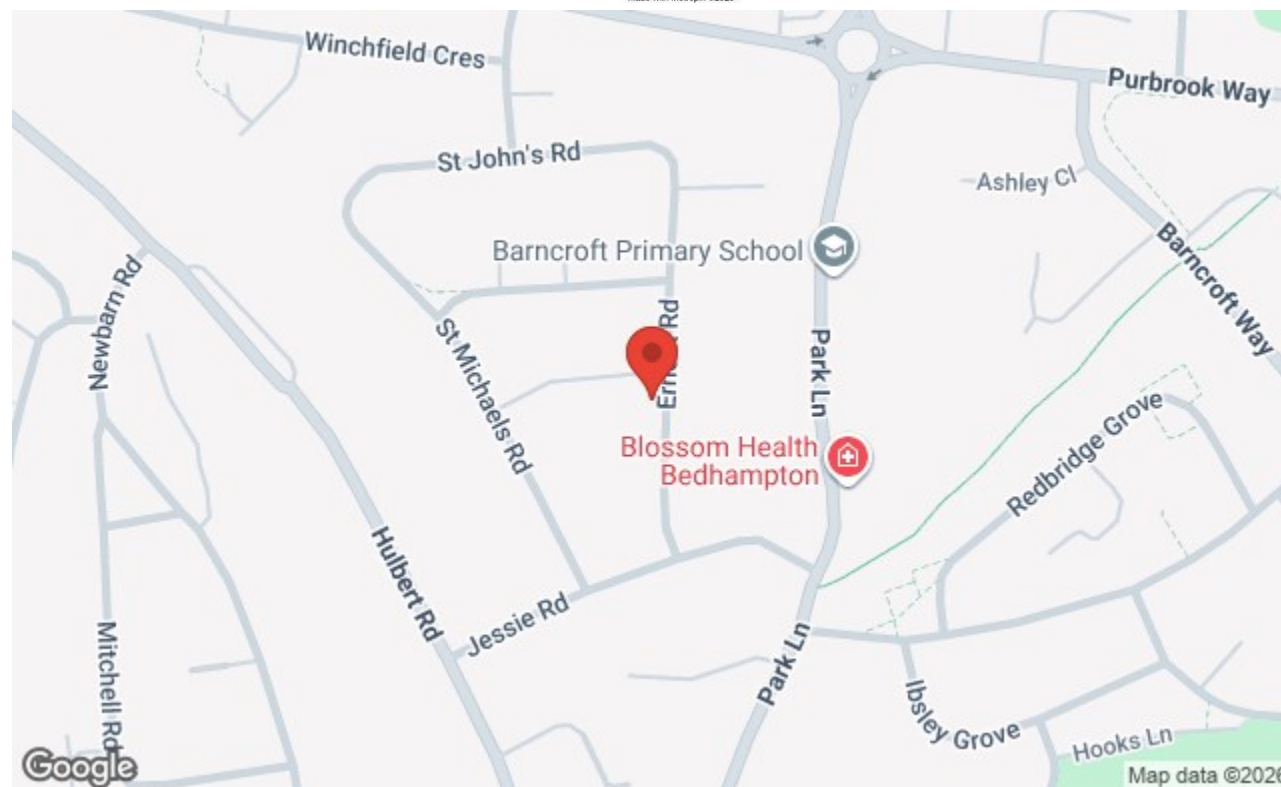 Winchfield Cres
Purbrook Way
St John's Rd
Ashley Cl
Barncroft Primary School
Barncroft Way
Newbarn Rd
St Michaels Rd
Rd
Park Ln
Blossom Health
Bedhampton
Redbridge Grove
Hulbert Rd
Jessie Rd
Mitchell Rd
Park Ln
Ibsley Grove
Hooks Ln
Google
Map data ©2026